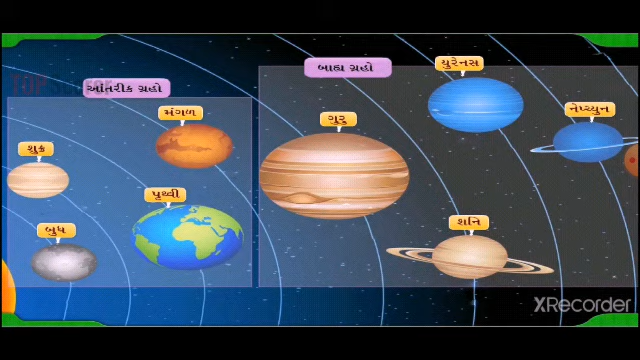 આંતરીક ગ્રહો
બાહ્ય ગ્રહો
મંગળ
શુક્ર
પૃથ્વી
બુધ
ગુરુ
યુરેનસ
નેપ્ચ્યુન
શનિ
XRecorder